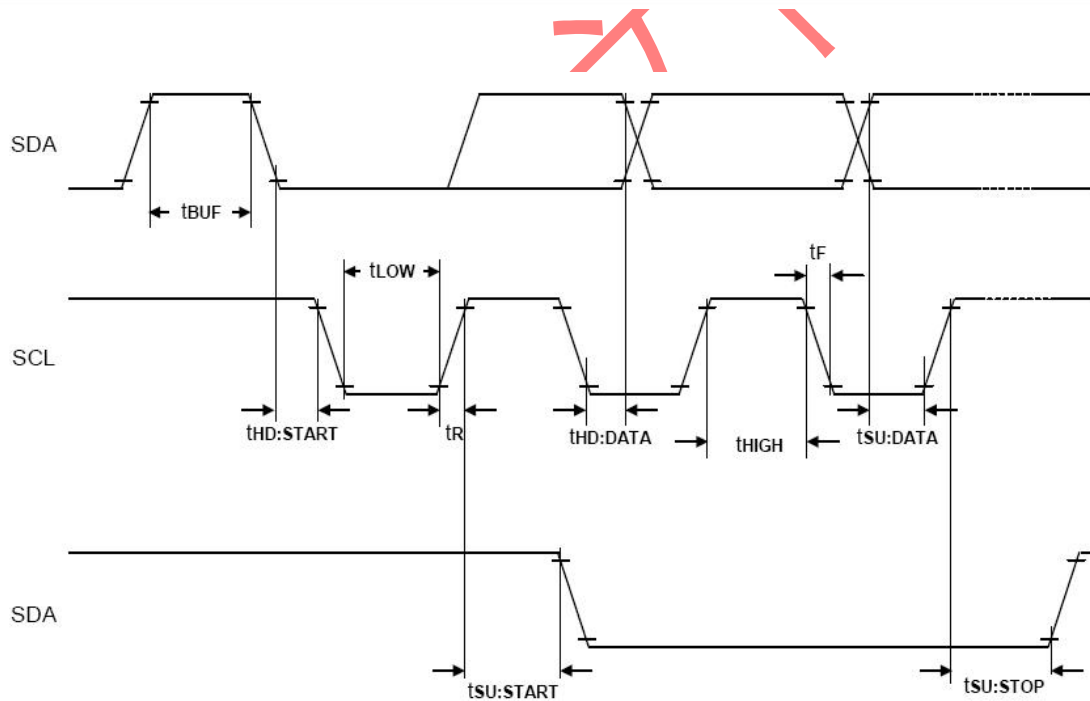 SDA
tBUF
tLOW
tF
SCL
tHD:START
tR
tHD:DATA
tHIGH
tSU:DATA
SDA
tSU:START
tSU:STOP